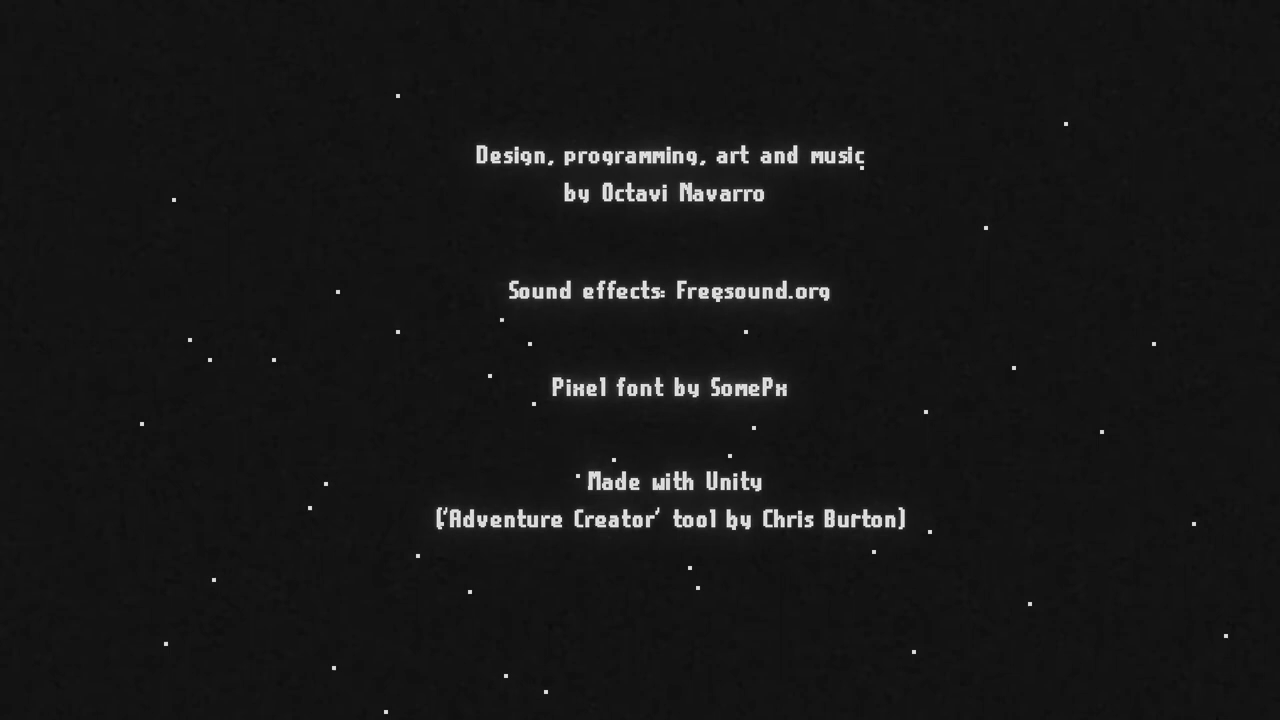 Design, programming, art and music
by Octavi Navarro
Sound effects: Freesound.org
Pixel font by SomePx
Made with Unity
('Adventure Creator' tool by Chris Burton)